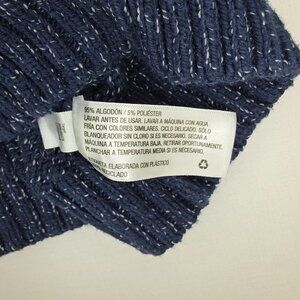 95% ALGODÓN / 5% POLIÉSTER
LAVAR ANTES DE USAR. LAVAR A MÁQUINA CON AGUA
FRÍA CON COLORES SIMILARES. CICLO DELICADO. SÓLO
BLANQUEADOR SIN CLORO SI ES NECESARIO. SECAR A
MÁQUINA A TEMPERATURA BAJA. RETIRAR OPORTUNAMENTE.
PLANCHAR A TEMPERATURA MEDIA SI ES NECESARIO.
ETIQUETA ELABORADA CON PLÁSTICO
RECICLADO